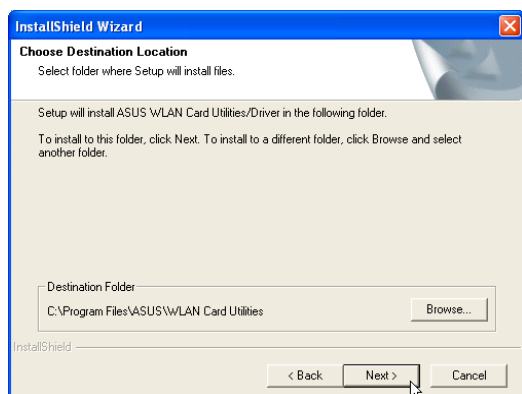 InstallShield Wizard
Choose Destination Location
Select folder where Setup will install files.
Setup will install ASUS WLAN Card Utilities/Driver in the following folder.
To install to this folder, click Next. To install to a different folder, click Browse and select
another folder.
Destination Folder
C:\Program Files\ASUS\WLAN Card Utilities
Browse...
InstallShield
< Back
Next >
Cancel